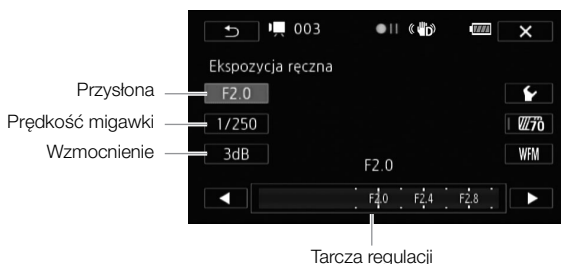 003
Ekspozycja ręczna
Przysłona F2.0
Prędkość migawki 1/250 70
Wzmocnienie 3dB WFM
F2.0
F2.0 F2.4 F2.8
Tarcza regulacji